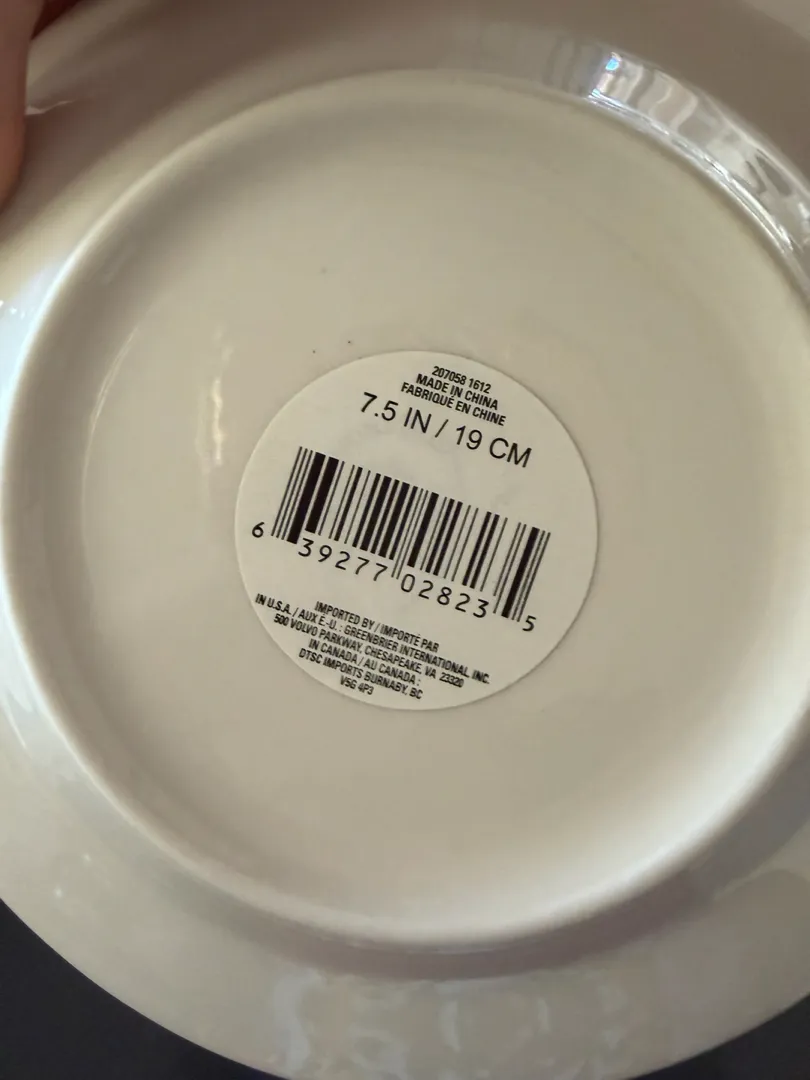 207058 1612
MADE IN CHINA
FABRIQUÉ EN CHINE
7.5 IN / 19 CM
6 39277 02823 5
IMPORTED BY / IMPORTÉ PAR
IN U.S.A. / AUX É.-U. : GREENBRIER INTERNATIONAL, INC.
500 VOLVO PARKWAY, CHESAPEAKE, VA 23320
IN CANADA / AU CANADA :
DTSC IMPORTS BURNABY, BC
V5G 4P3